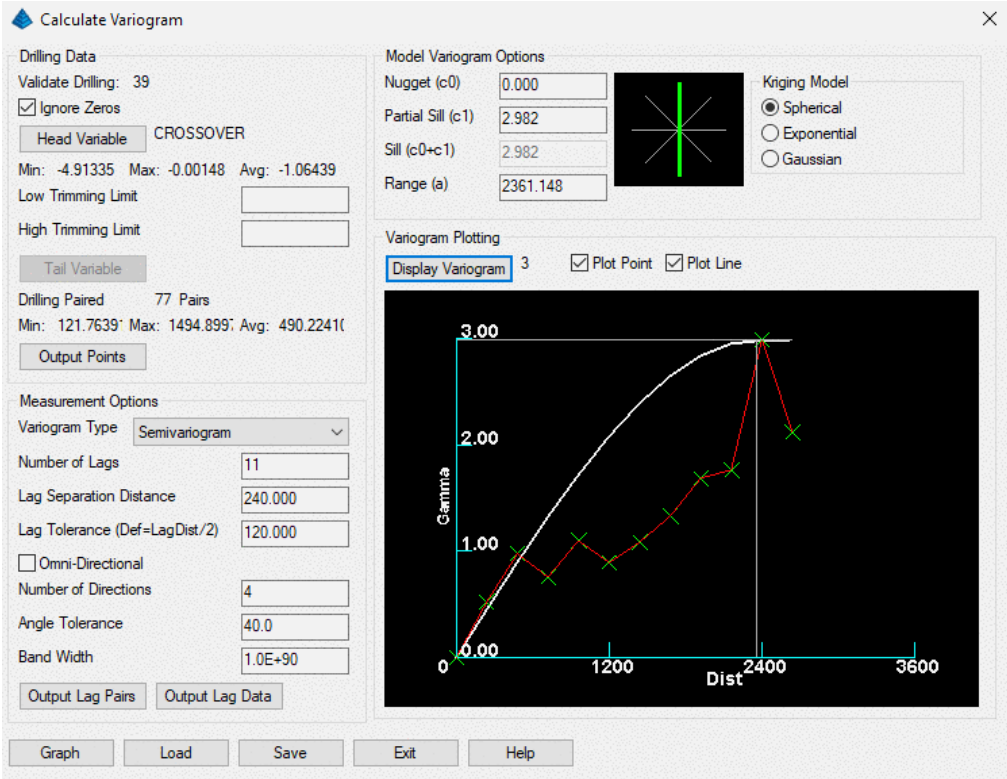 Calculate Variogram
Drilling Data
Validate Drilling: 39
Ignore Zeros
Head Variable CROSSOVER
Min: -4.91335 Max: -0.00148 Avg: -1.06439
Low Trimming Limit
High Trimming Limit
Tail Variable
Drilling Paired 77 Pairs
Min: 121.7639 Max: 1494.899 Avg: 490.2241
Output Points
Measurement Options
Variogram Type Semivariogram
Number of Lags 11
Lag Separation Distance 240.000
Lag Tolerance (Def=LagDist/2) 120.000
Omni-Directional
Number of Directions 4
Angle Tolerance 40.0
Band Width 1.0E+90
Output Lag Pairs Output Lag Data
Model Variogram Options
Nugget (c0) 0.000
Partial Sill (c1) 2.982
Sill (c0+c1) 2.982
Range (a) 2361.148
Kriging Model
Spherical
Exponential
Gaussian
Variogram Plotting
Display Variogram 3 Plot Point Plot Line
3.00
2.00
Gamma
1.00
0.00
0 1200 2400 3600
Dist
Graph Load Save Exit Help